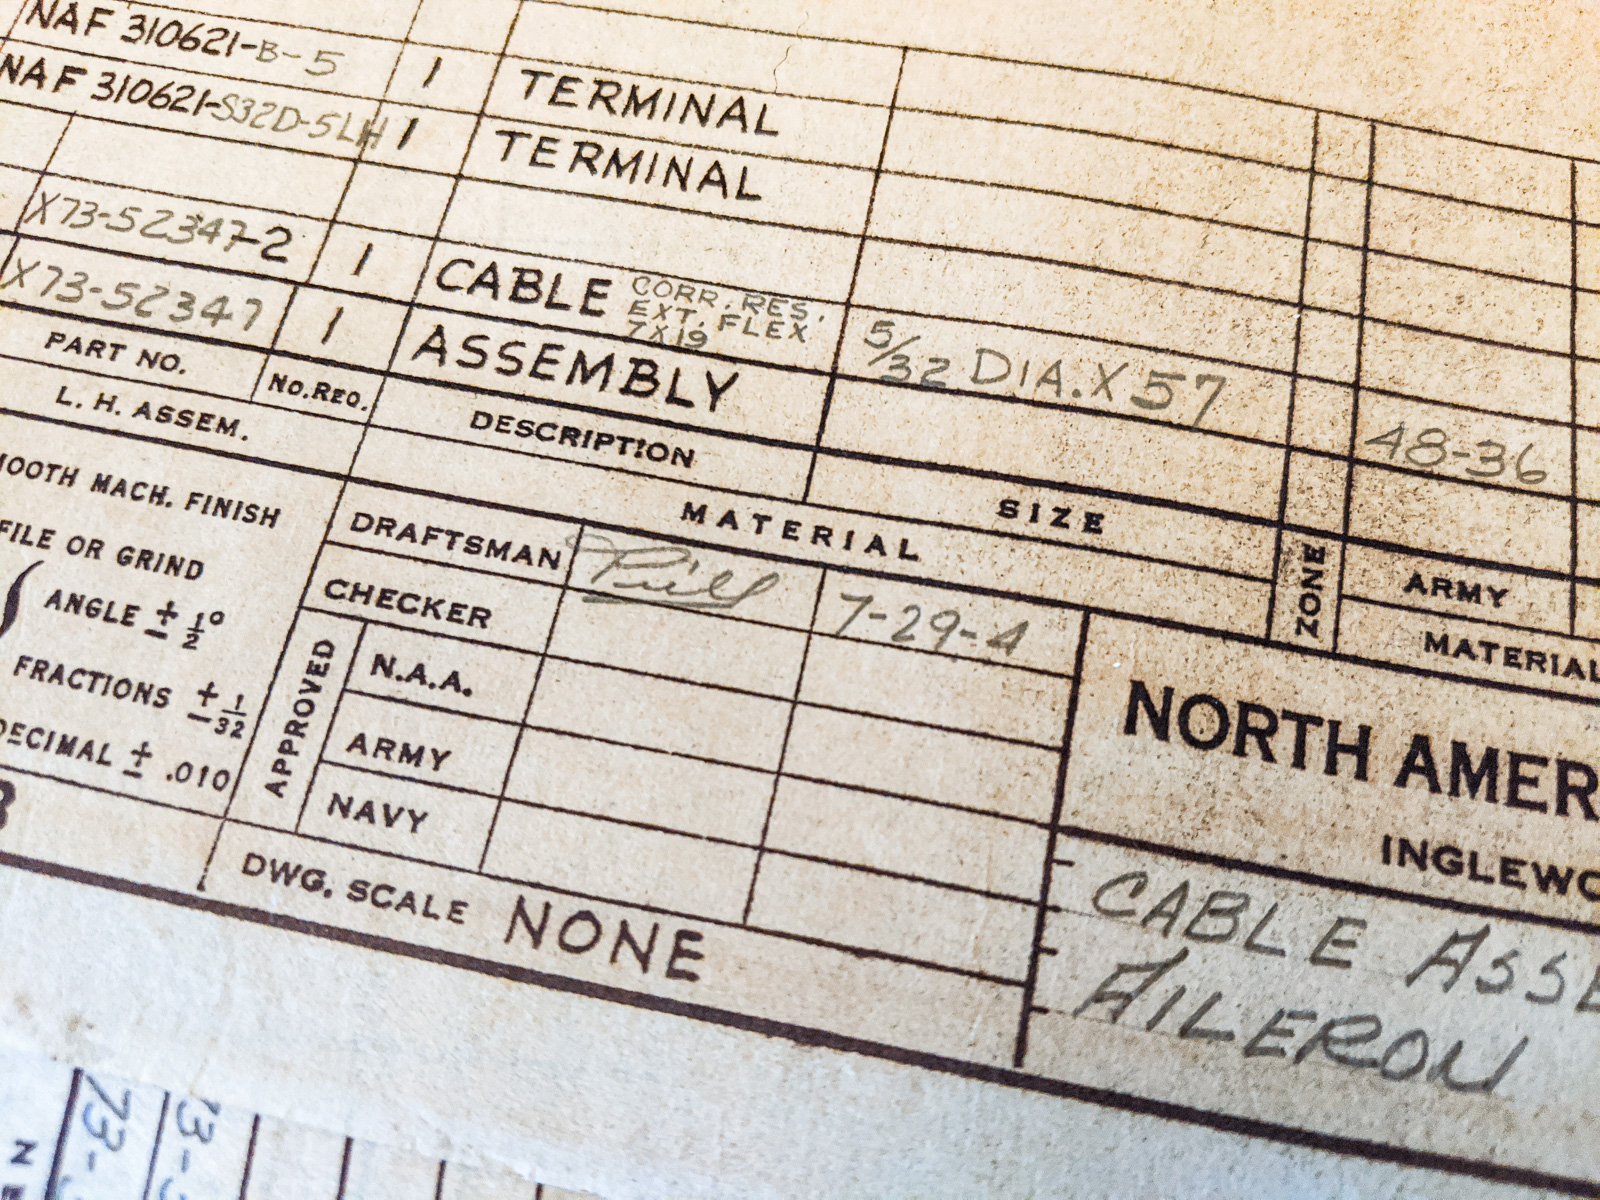 NAF 310621-B-5 1 TERMINAL
NAF 310621-S32D-5LH 1 TERMINAL
X73-52347-2 1 CABLE CORR. RES.
EXT. FLEX
7X19
5/32 DIA. X 57
48-36
X73-52347 1 ASSEMBLY
PART NO. NO. REQ. DESCRIPTION SIZE ZONE ARMY
L. H. ASSEM. MATERIAL MATERIAL
MOOTH MACH. FINISH
FILE OR GRIND
ANGLE ± ½°
FRACTIONS ± 1/32
DECIMAL ± .010
DRAFTSMAN 7-29-4
CHECKER
APPROVED
N.A.A.
ARMY
NAVY
DWG. SCALE NONE
NORTH AMER
INGLEWO
CABLE ASSE
AILERON
73-
73-